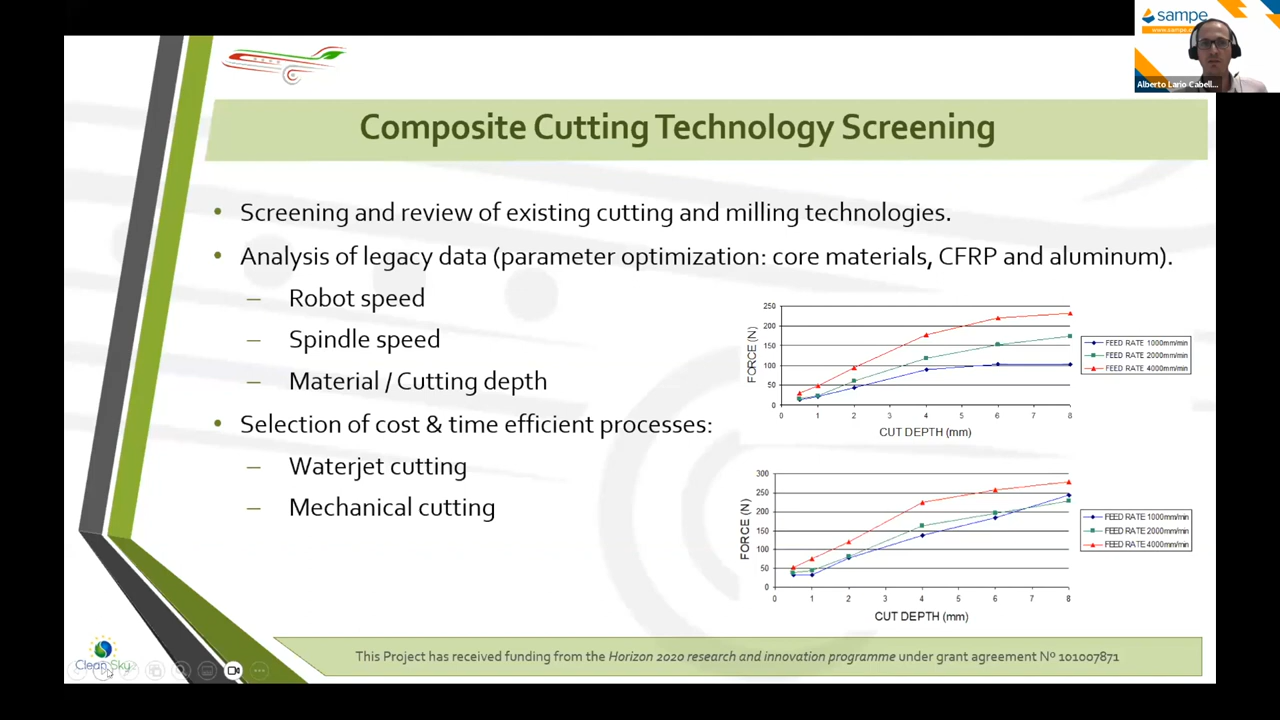 sampe
www.sampe.
Alberto Lario Cabell...
Composite Cutting Technology Screening
• Screening and review of existing cutting and milling technologies.
• Analysis of legacy data (parameter optimization: core materials, CFRP and aluminum).
– Robot speed
– Spindle speed
– Material / Cutting depth
• Selection of cost & time efficient processes:
– Waterjet cutting
– Mechanical cutting
FORCE (N)
250
200
150
100
50
0
0 1 2 3 4 5 6 7 8
CUT DEPTH (mm)
FEED RATE 1000mm/min
FEED RATE 2000mm/min
FEED RATE 4000mm/min
FORCE (N)
300
250
200
150
100
50
0
0 1 2 3 4 5 6 7 8
CUT DEPTH (mm)
FEED RATE 1000mm/min
FEED RATE 2000mm/min
FEED RATE 4000mm/min
Clean Sky
This Project has received funding from the Horizon 2020 research and innovation programme under grant agreement Nº 101007871